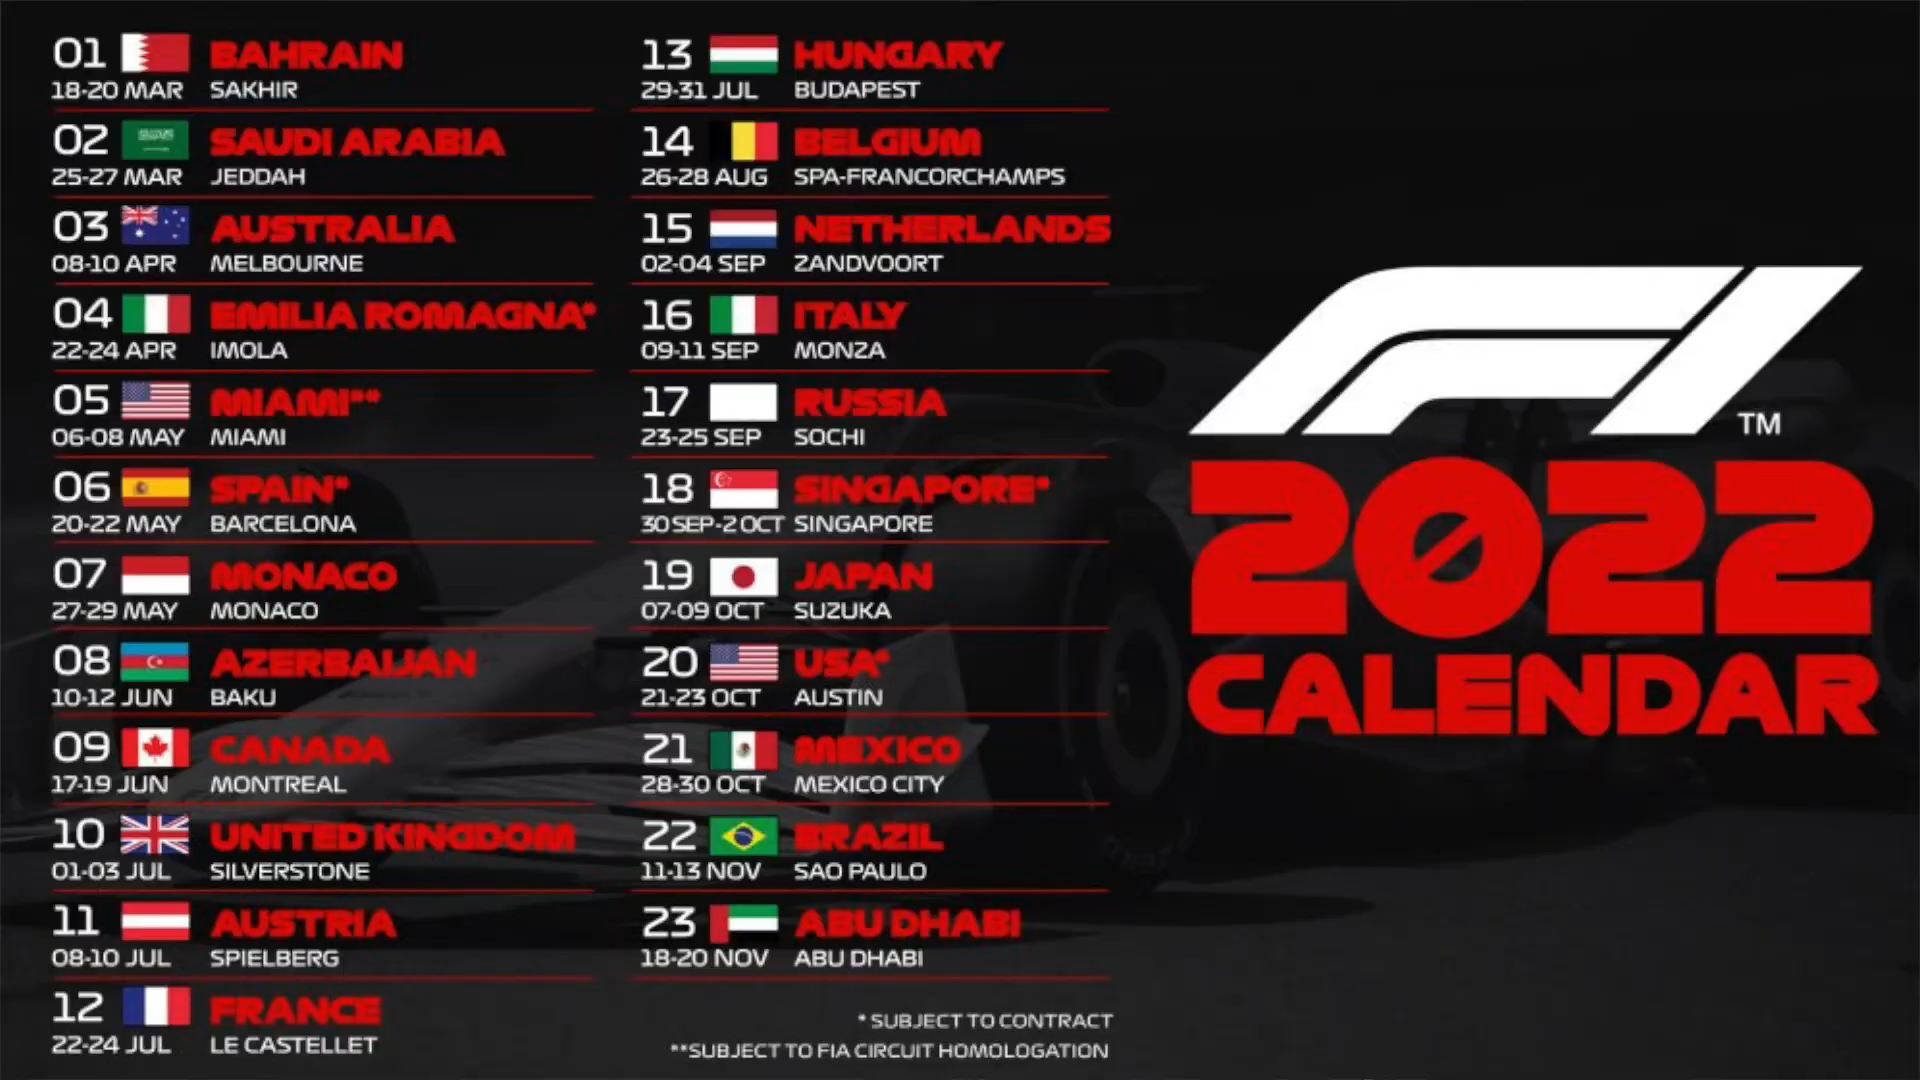 01 BAHRAIN
18-20 MAR SAKHIR
02 SAUDI ARABIA
25-27 MAR JEDDAH
03 AUSTRALIA
08-10 APR MELBOURNE
04 EMILIA ROMAGNA*
22-24 APR IMOLA
05 MIAMI**
06-08 MAY MIAMI
06 SPAIN*
20-22 MAY BARCELONA
07 MONACO
27-29 MAY MONACO
08 AZERBAIJAN
10-12 JUN BAKU
09 CANADA
17-19 JUN MONTREAL
10 UNITED KINGDOM
01-03 JUL SILVERSTONE
11 AUSTRIA
08-10 JUL SPIELBERG
12 FRANCE
22-24 JUL LE CASTELLET
13 HUNGARY
29-31 JUL BUDAPEST
14 BELGIUM
26-28 AUG SPA-FRANCORCHAMPS
15 NETHERLANDS
02-04 SEP ZANDVOORT
16 ITALY
09-11 SEP MONZA
17 RUSSIA
23-25 SEP SOCHI
18 SINGAPORE*
30 SEP-2 OCT SINGAPORE
19 JAPAN
07-09 OCT SUZUKA
20 USA*
21-23 OCT AUSTIN
21 MEXICO
28-30 OCT MEXICO CITY
22 BRAZIL
11-13 NOV SAO PAULO
23 ABU DHABI
18-20 NOV ABU DHABI
* SUBJECT TO CONTRACT
**SUBJECT TO FIA CIRCUIT HOMOLOGATION
F1 TM
2022
CALENDAR